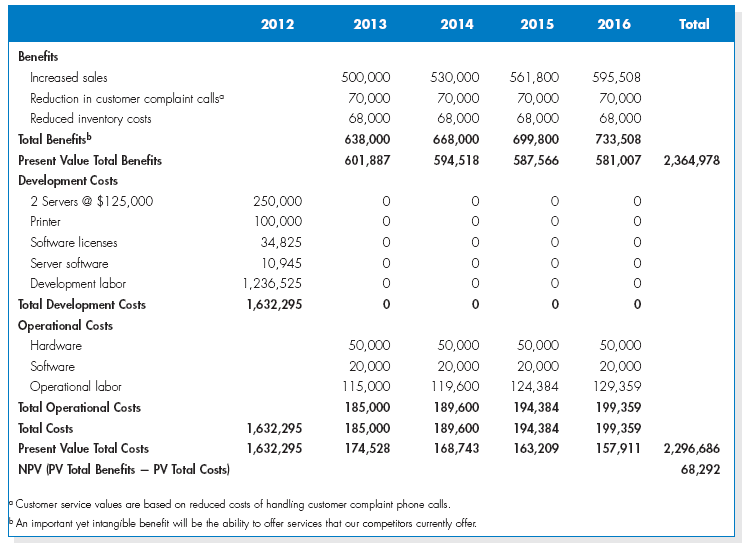 2012 2013 2014 2015 2016 Total
Benefits
Increased sales 500,000 530,000 561,800 595,508
Reduction in customer complaint callsᵃ 70,000 70,000 70,000 70,000
Reduced inventory costs 68,000 68,000 68,000 68,000
Total Benefitsᵇ 638,000 668,000 699,800 733,508
Present Value Total Benefits 601,887 594,518 587,566 581,007 2,364,978
Development Costs
2 Servers @ $125,000 250,000 0 0 0 0
Printer 100,000 0 0 0 0
Software licenses 34,825 0 0 0 0
Server software 10,945 0 0 0 0
Development labor 1,236,525 0 0 0 0
Total Development Costs 1,632,295 0 0 0 0
Operational Costs
Hardware 50,000 50,000 50,000 50,000
Software 20,000 20,000 20,000 20,000
Operational labor 115,000 119,600 124,384 129,359
Total Operational Costs 185,000 189,600 194,384 199,359
Total Costs 1,632,295 185,000 189,600 194,384 199,359
Present Value Total Costs 1,632,295 174,528 168,743 163,209 157,911 2,296,686
NPV (PV Total Benefits – PV Total Costs) 68,292
ᵃ Customer service values are based on reduced costs of handling customer complaint phone calls.
ᵇ An important yet intangible benefit will be the ability to offer services that our competitors currently offer.